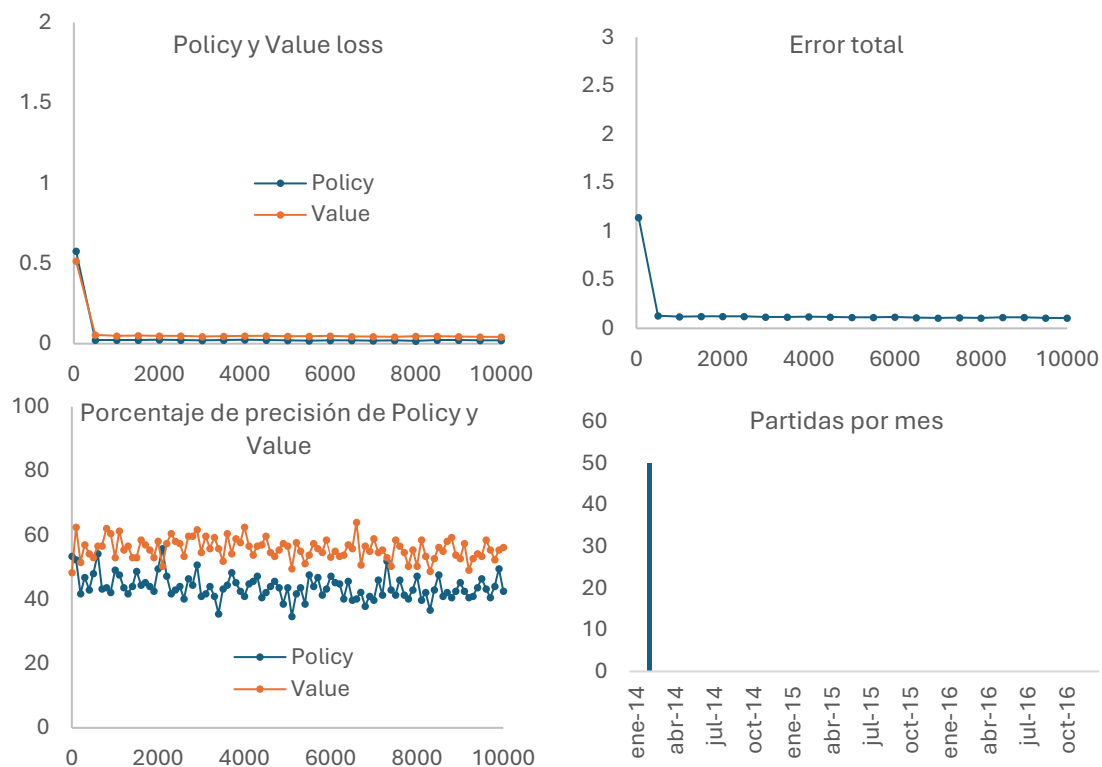 Policy y Value loss
2
1.5
1
0.5
0
Policy
Value
0 2000 4000 6000 8000 10000
Error total
3
2.5
2
1.5
1
0.5
0
0 2000 4000 6000 8000 10000
Porcentaje de precisión de Policy y
Value
100
80
60
40
20
0
Policy
Value
0 2000 4000 6000 8000 10000
Partidas por mes
60
50
40
30
20
10
0
ene-14
abr-14
jul-14
oct-14
ene-15
abr-15
jul-15
oct-15
ene-16
abr-16
jul-16
oct-16